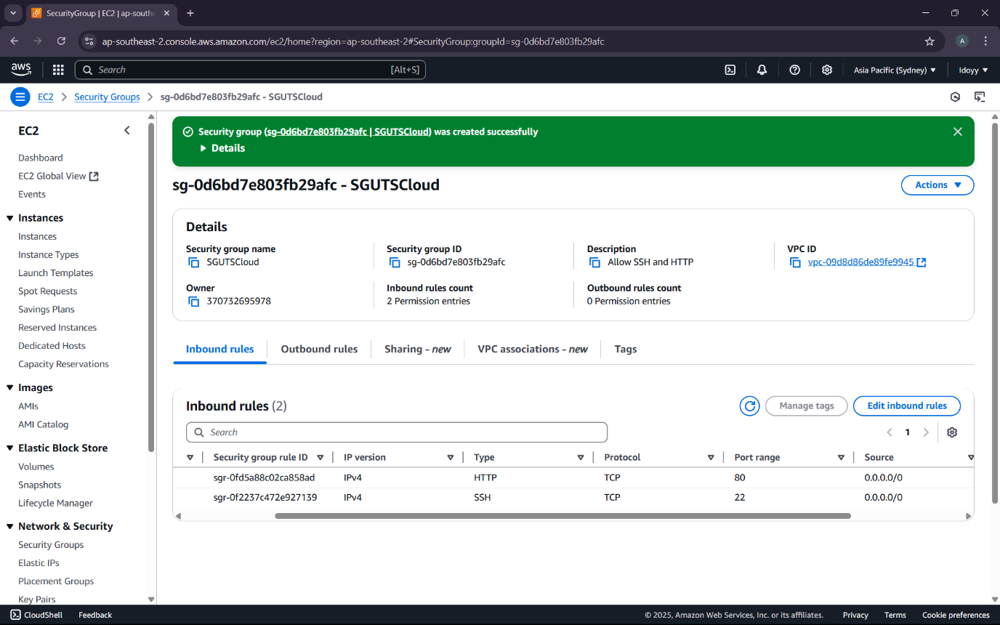 SecurityGroup | EC2 | ap-southe
ap-southeast-2.console.aws.amazon.com/ec2/home?region=ap-southeast-2#SecurityGroup:groupId=sg-0d6bd7e803fb29afc
A
aws
Search
[Alt+S]
Asia Pacific (Sydney)
Idoyy
EC2
Security Groups
sg-0d6bd7e803fb29afc - SGUTSCloud
EC2
Dashboard
EC2 Global View
Events
Instances
Instances
Instance Types
Launch Templates
Spot Requests
Savings Plans
Reserved Instances
Dedicated Hosts
Capacity Reservations
Images
AMIs
AMI Catalog
Elastic Block Store
Volumes
Snapshots
Lifecycle Manager
Network & Security
Security Groups
Elastic IPs
Placement Groups
Key Pairs
Security group (sg-0d6bd7e803fb29afc | SGUTSCloud) was created successfully
Details
sg-0d6bd7e803fb29afc - SGUTSCloud
Actions
Details
Security group name
SGUTSCloud
Security group ID
sg-0d6bd7e803fb29afc
Description
Allow SSH and HTTP
VPC ID
vpc-09d8d86de89fe9945
Owner
370732695978
Inbound rules count
2 Permission entries
Outbound rules count
0 Permission entries
Inbound rules
Outbound rules
Sharing - new
VPC associations - new
Tags
Inbound rules (2)
Manage tags
Edit inbound rules
Search
1
Security group rule ID
IP version
Type
Protocol
Port range
Source
sgr-0fd5a88c02ca858ad
IPv4
HTTP
TCP
80
0.0.0.0/0
sgr-0f2237c472e927139
IPv4
SSH
TCP
22
0.0.0.0/0
CloudShell
Feedback
© 2025, Amazon Web Services, Inc. or its affiliates.
Privacy
Terms
Cookie preferences